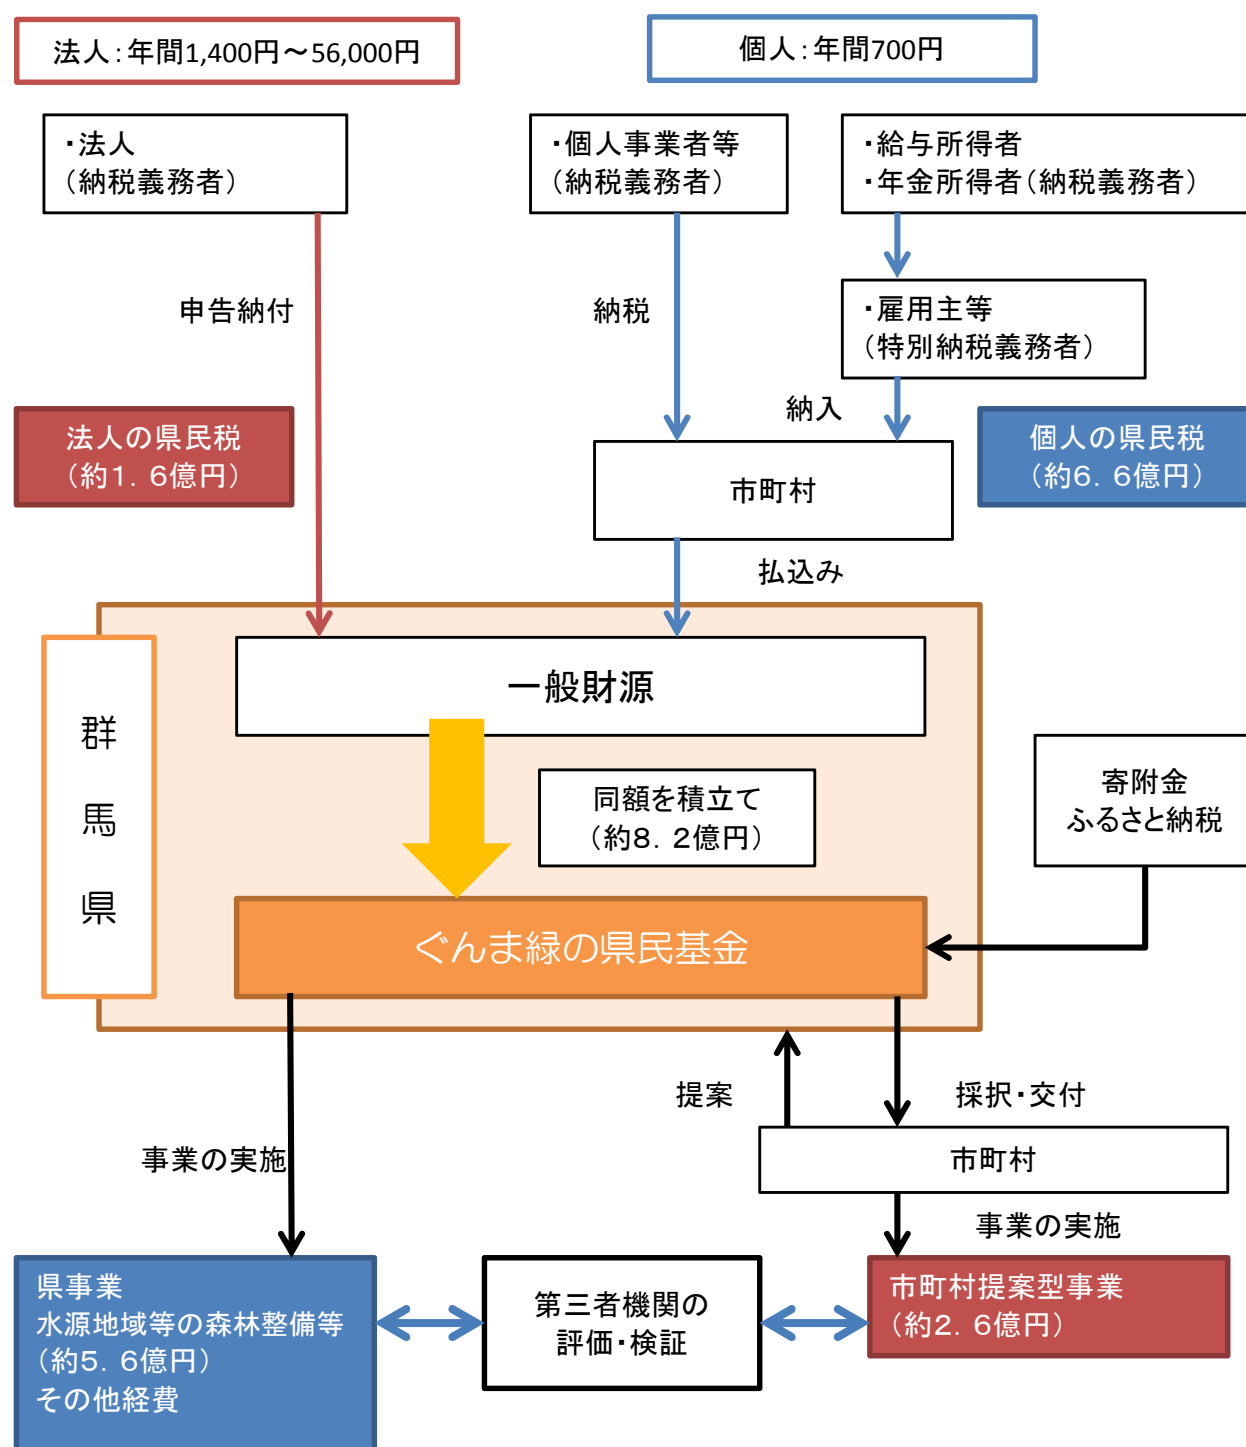 法人：年間1,400円～56,000円
個人：年間700円
・法人
（納税義務者）
・個人事業者等
（納税義務者）
・給与所得者
・年金所得者（納税義務者）
申告納付
納税
・雇用主等
（特別納税義務者）
納入
法人の県民税
（約１．６億円）
個人の県民税
（約６．６億円）
市町村
払込み
群馬県
一般財源
同額を積立て
（約８．２億円）
寄附金
ふるさと納税
ぐんま緑の県民基金
提案
採択・交付
事業の実施
市町村
事業の実施
県事業
水源地域等の森林整備等
（約５．６億円）
その他経費
第三者機関の
評価・検証
市町村提案型事業
（約２．６億円）